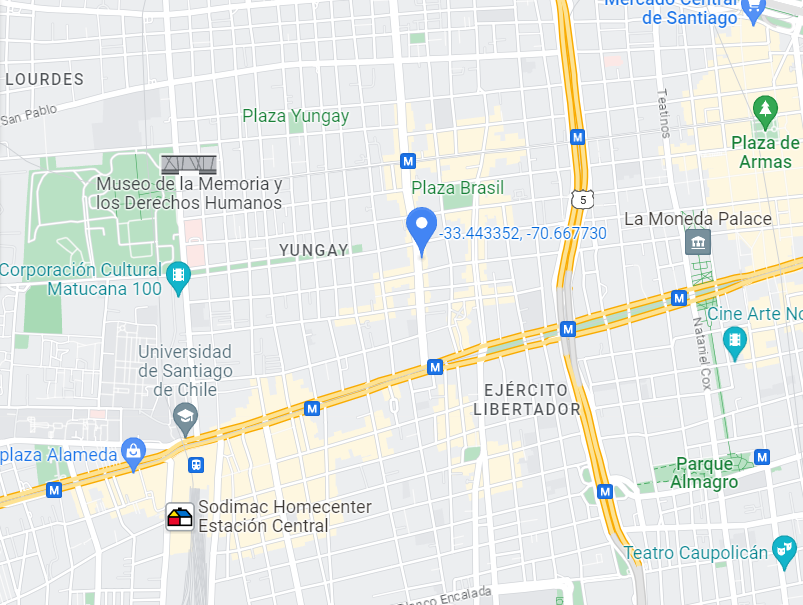 Mercado Central
de Santiago
LOURDES
San Pablo
Teatinos
Plaza Yungay
M
Plaza de
Armas
M
Museo de la Memoria y
los Derechos Humanos
Plaza Brasil
5
La Moneda Palace
-33.443352, -70.667730
YUNGAY
Corporación Cultural
Matucana 100
M
Cine Arte No
M
Nataniel Cox
Universidad
de Santiago
de Chile
M
EJÉRCITO
LIBERTADOR
M
plaza Alameda
M
Parque
Almagro
M
M
Sodimac Homecenter
Estación Central
Teatro Caupolicán
Blanco Encalada